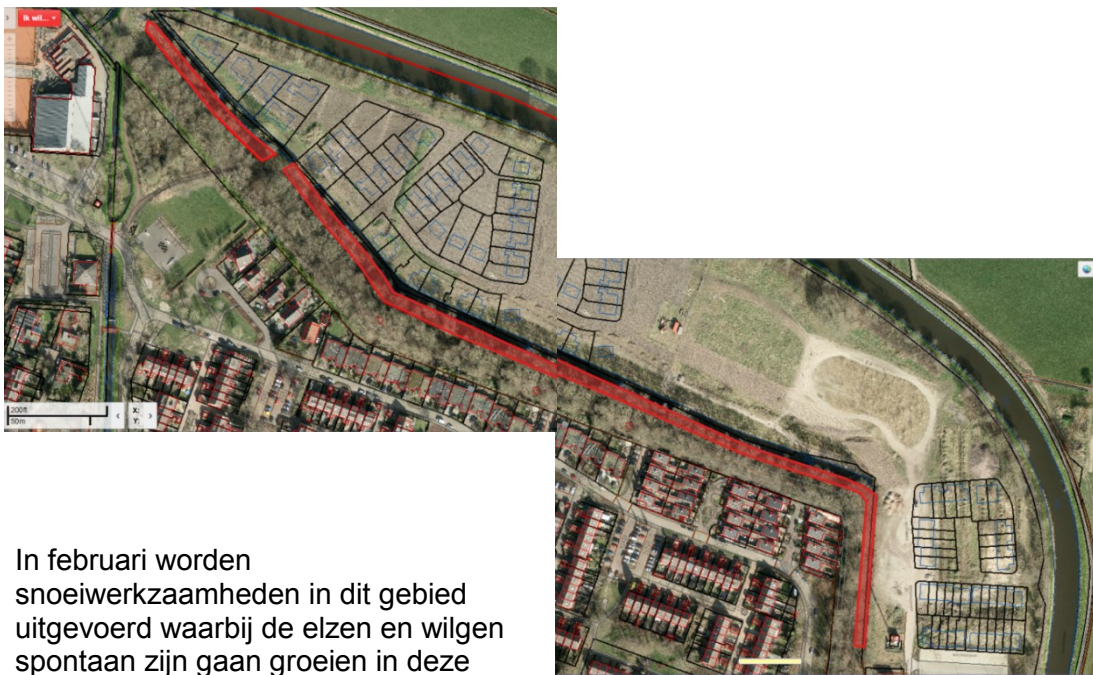 Ik wil...
200ft
50m
X:
Y:
In februari worden
snoeiwerkzaamheden in dit gebied
uitgevoerd waarbij de elzen en wilgen
spontaan zijn gaan groeien in deze